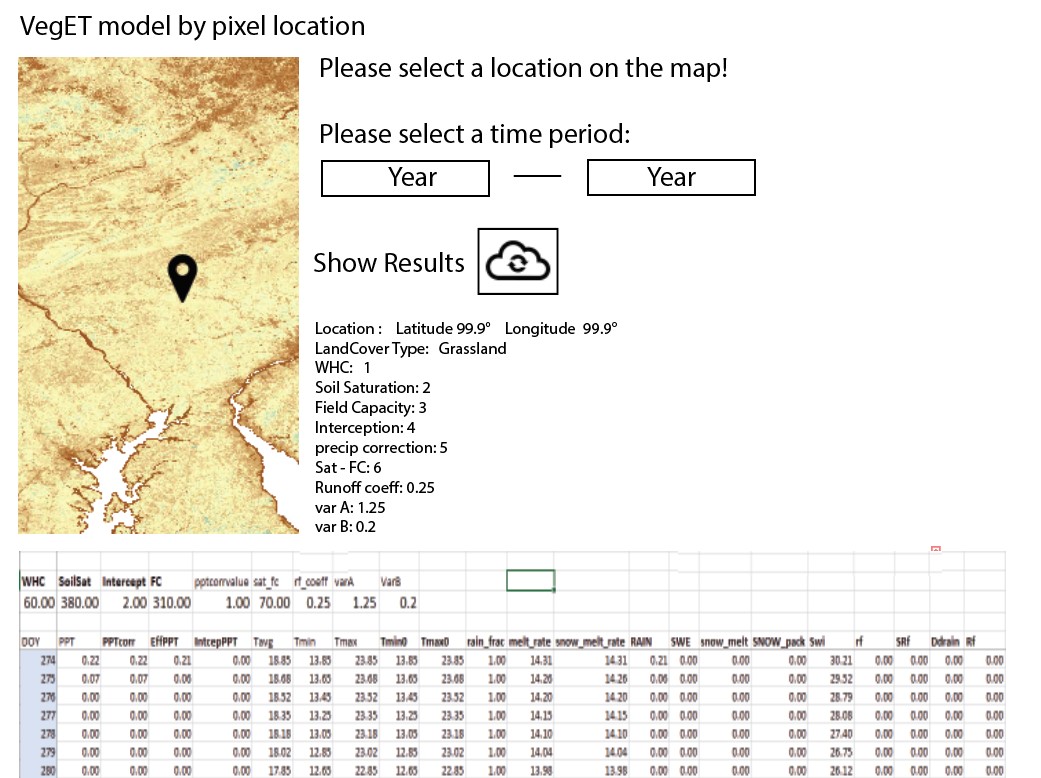 VegET model by pixel location
Please select a location on the map!
Please select a time period:
Year Year
Show Results
Location : Latitude 99.9° Longitude 99.9°
LandCover Type: Grassland
WHC: 1
Soil Saturation: 2
Field Capacity: 3
Interception: 4
precip correction: 5
Sat - FC: 6
Runoff coeff: 0.25
var A: 1.25
var B: 0.2
WHC SoilSat Intercept FC pptcorrvalue sat_fc rf_coeff varA VarB
60.00 380.00 2.00 310.00 1.00 70.00 0.25 1.25 0.2
DOY PPT PPTcorr EffPPT IntcepPPT Tavg Tmin Tmax Tmin0 Tmax0 rain_frac melt_rate snow_melt_rate RAIN SWE snow_melt SNOW_pack Swi rf SRf Ddrain Rf
274 0.22 0.22 0.21 0.00 18.85 13.85 23.85 13.85 23.85 1.00 14.31 14.31 0.21 0.00 0.00 0.00 30.21 0.00 0.00 0.00 0.00
275 0.07 0.07 0.06 0.00 18.68 13.65 23.68 13.65 23.68 1.00 14.26 14.26 0.06 0.00 0.00 0.00 29.52 0.00 0.00 0.00 0.00
276 0.00 0.00 0.00 0.00 18.52 13.45 23.52 13.45 23.52 1.00 14.20 14.20 0.00 0.00 0.00 0.00 28.79 0.00 0.00 0.00 0.00
277 0.00 0.00 0.00 0.00 18.35 13.25 23.35 13.25 23.35 1.00 14.15 14.15 0.00 0.00 0.00 0.00 28.08 0.00 0.00 0.00 0.00
278 0.00 0.00 0.00 0.00 18.18 13.05 23.18 13.05 23.18 1.00 14.10 14.10 0.00 0.00 0.00 0.00 27.40 0.00 0.00 0.00 0.00
279 0.00 0.00 0.00 0.00 18.02 12.85 23.02 12.85 23.02 1.00 14.04 14.04 0.00 0.00 0.00 0.00 26.75 0.00 0.00 0.00 0.00
280 0.00 0.00 0.00 0.00 17.85 12.65 22.85 12.65 22.85 1.00 13.98 13.98 0.00 0.00 0.00 0.00 26.12 0.00 0.00 0.00 0.00